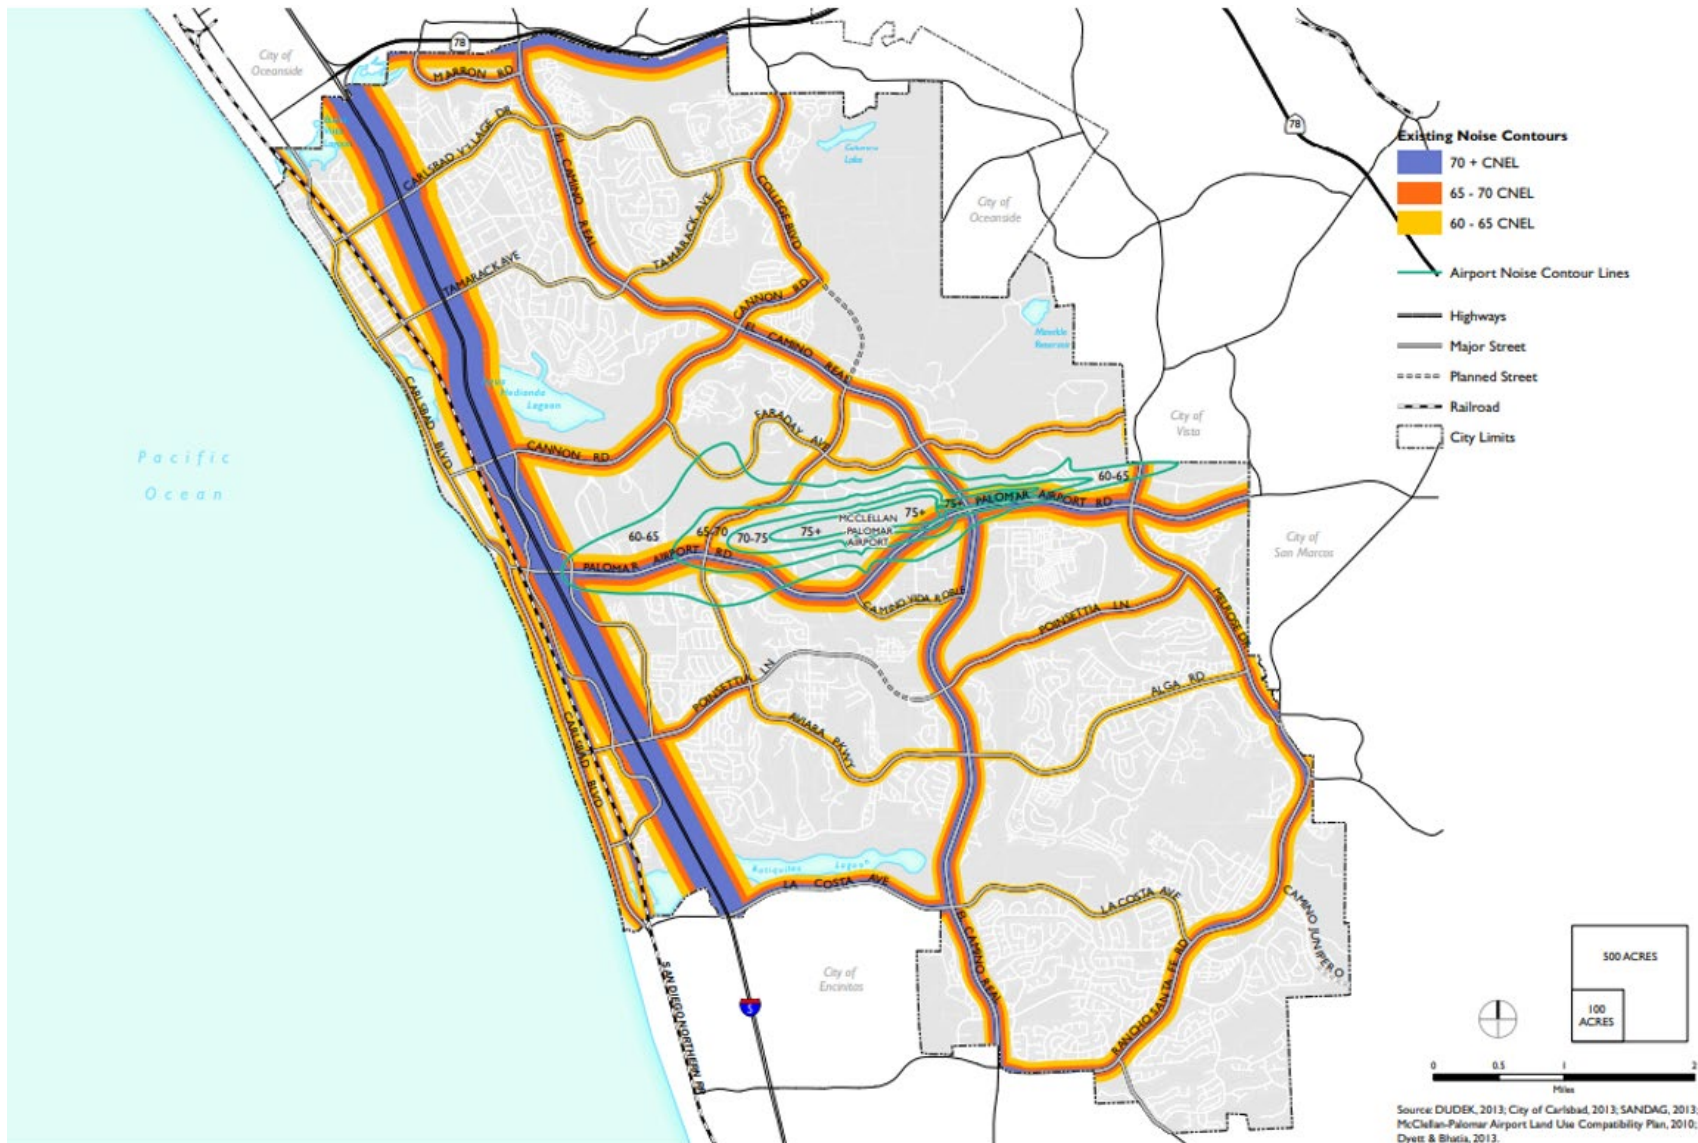 City of
Oceanside
78
MARRON RD
CARLSBAD VILLAGE DR
EL CAMINO REAL
TAMARACK AVE
COLLEGE BLVD
Lake
City of
Oceanside
78
Existing Noise Contours
70 + CNEL
65 - 70 CNEL
60 - 65 CNEL
Airport Noise Contour Lines
Highways
Major Street
Planned Street
Railroad
City Limits
TAMARACK AVE
CANNON RD
EL CAMINO REAL
Reservoir
Hedionda
Lagoon
CARLSBAD BLVD
FARADAY AVE
City of
Vista
Pacific
Ocean
CANNON RD
60-65
75+
PALOMAR AIRPORT RD
75+
MCCLELLAN
PALOMAR
AIRPORT
75+
60-65
65-70
70-75
City of
San Marcos
PALOMAR AIRPORT RD
CAMINO VIDA ROBLE
POINSETTIA LN
MELROSE DR
POINSETTIA LN
ALGA RD
AVIARA PKWY
CARLSBAD BLVD
Batiquitos Lagoon
LA COSTA AVE
LA COSTA AVE
CAMINO JUNIPERO
EL CAMINO REAL
RANCHO SANTA FE RD
City of
Encinitas
SAN DIEGO NORTHERN RR
5
500 ACRES
100
ACRES
0 0.5 1 2
Miles
Source: DUDEK, 2013; City of Carlsbad, 2013; SANDAG, 2013;
McClellan-Palomar Airport Land Use Compatibility Plan, 2010;
Dyett & Bhatia, 2013.